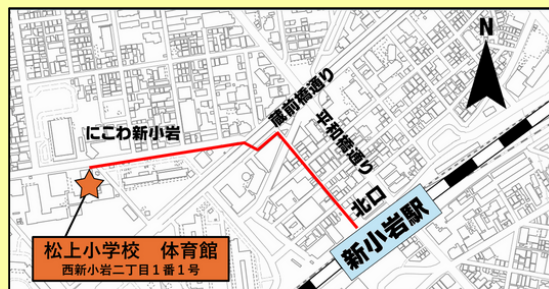 N
蔵前橋通り
平和橋通り
にこわ新小岩
北口
新小岩駅
松上小学校　体育館
西新小岩二丁目1番1号